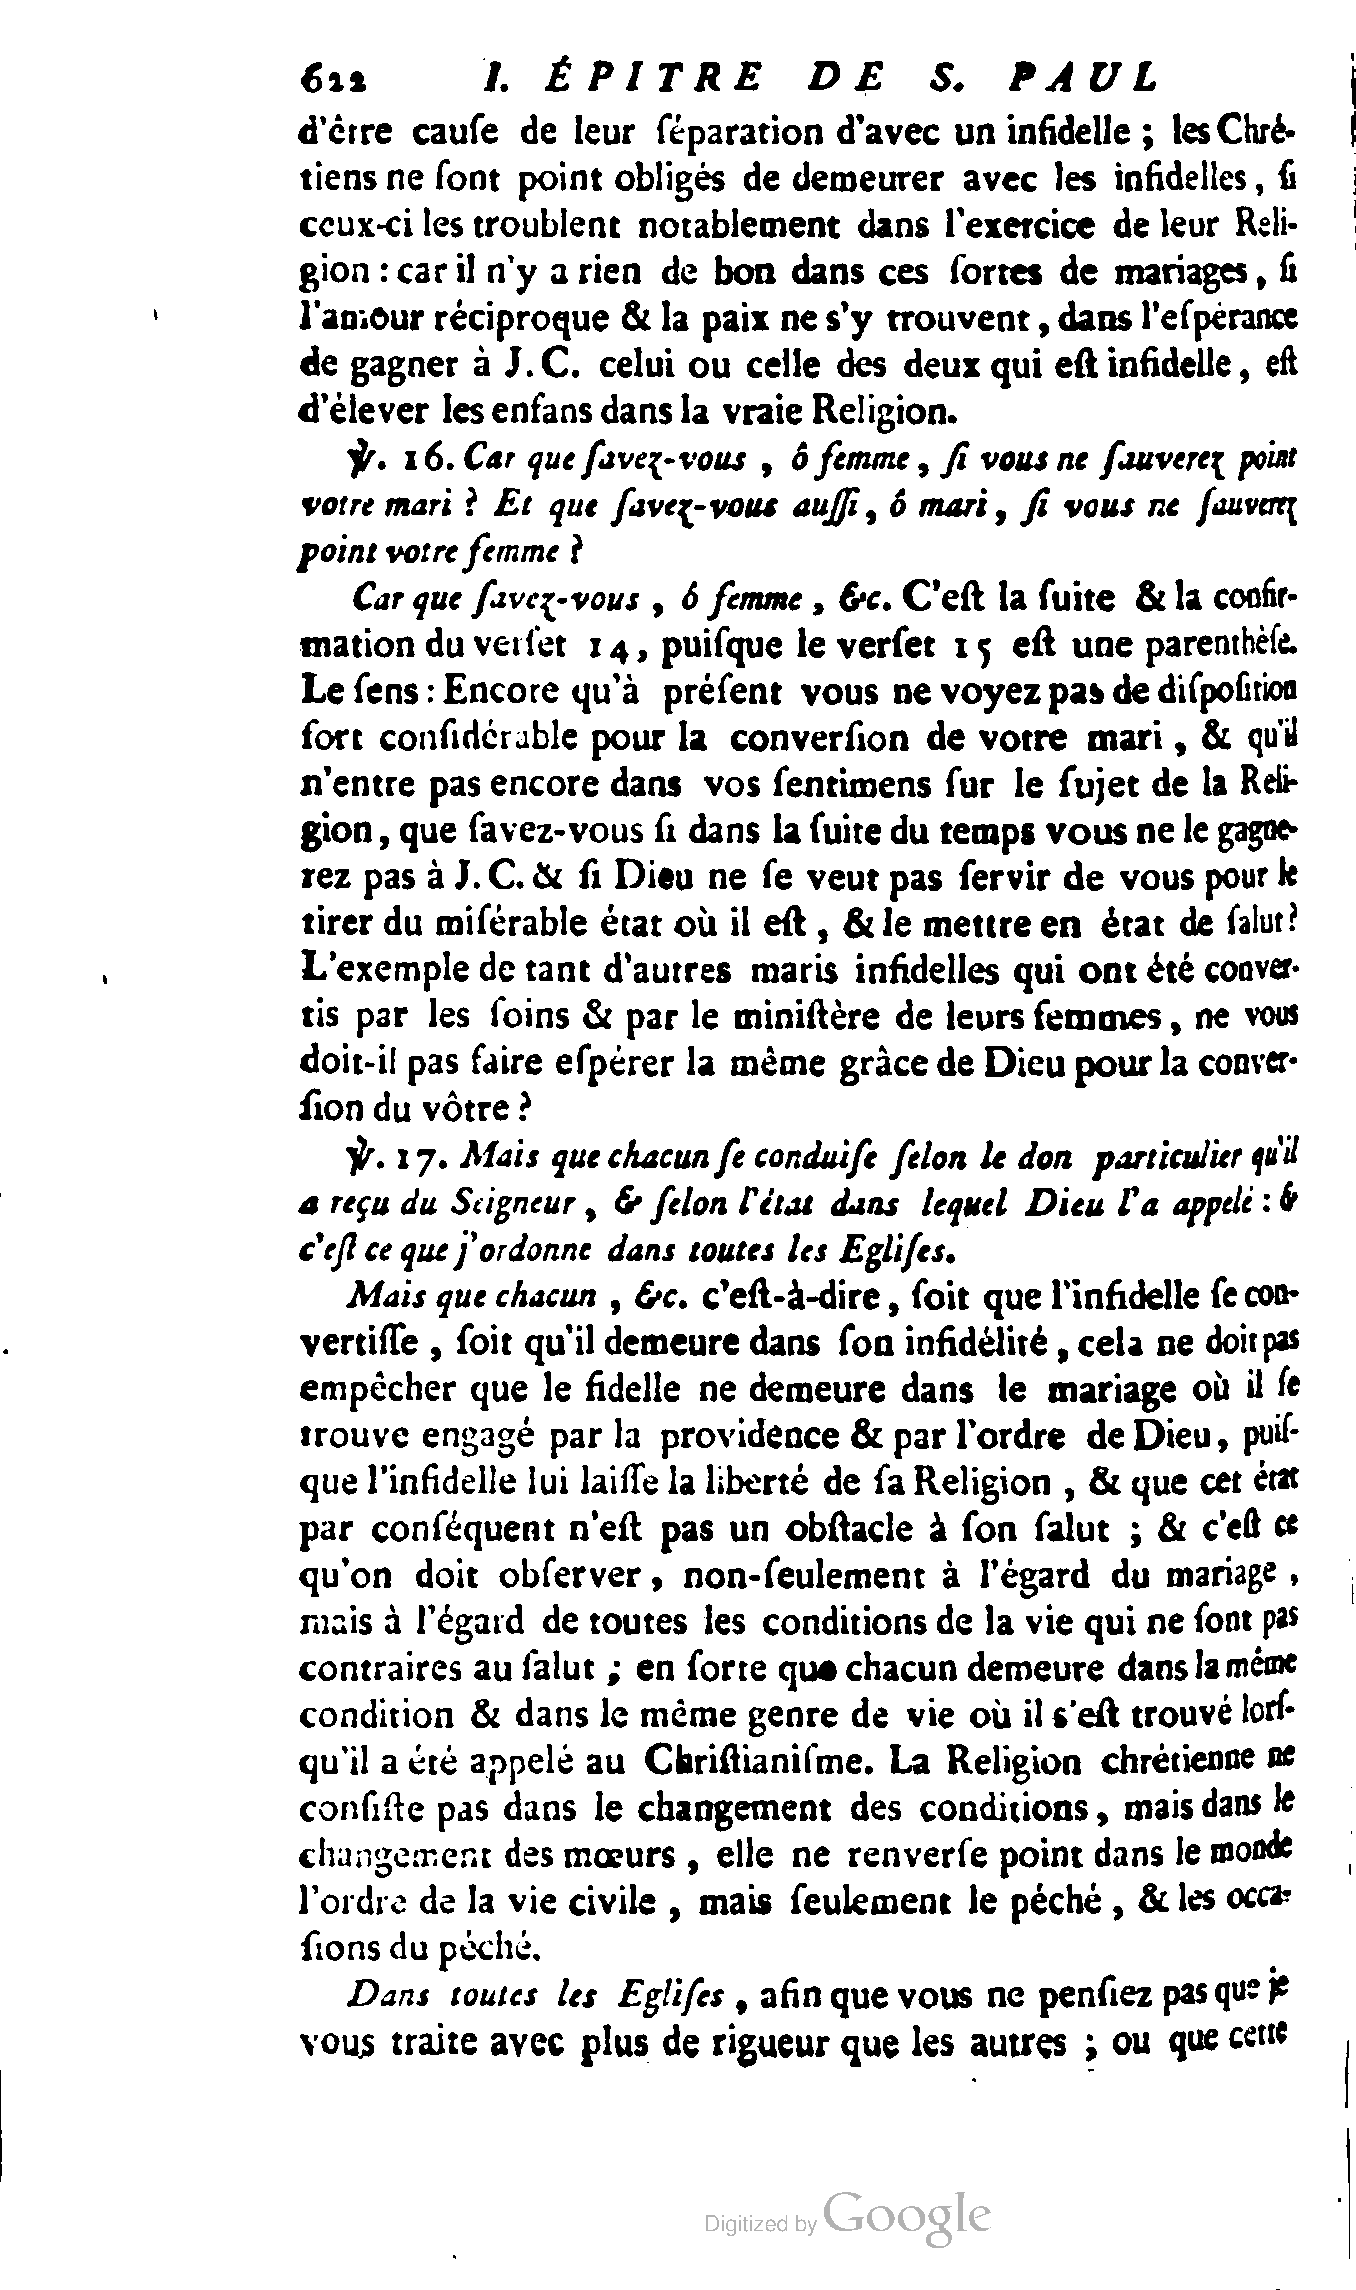 622 I. ÉPITRE DE S. PAUL
d'être cauſe de leur ſéparation d'avec un infidelle ; les Chré-
tiens ne ſont point obligés de demeurer avec les infidelles, ſi
ceux-ci les troublent notablement dans l'exercice de leur Reli-
gion : car il n'y a rien de bon dans ces ſortes de mariages, ſi
l'amour réciproque & la paix ne s'y trouvent, dans l'eſpérance
de gagner à J. C. celui ou celle des deux qui eſt infidelle, eſt
d'élever les enfans dans la vraie Religion.
℣. 16. Car que ſavez-vous, ô femme, ſi vous ne ſauverez point
votre mari ? Et que ſavez-vous auſſi, ô mari, ſi vous ne ſauverez
point votre femme ?
Car que ſavez-vous, ô femme, &c. C'eſt la ſuite & la confir-
mation du verſet 14, puiſque le verſet 15 eſt une parenthèſe.
Le ſens : Encore qu'à préſent vous ne voyez pas de diſpoſition
fort conſidérable pour la converſion de votre mari, & qu'il
n'entre pas encore dans vos ſentimens ſur le ſujet de la Reli-
gion, que ſavez-vous ſi dans la ſuite du temps vous ne le gagne-
rez pas à J. C. & ſi Dieu ne ſe veut pas ſervir de vous pour le
tirer du miſérable état où il eſt, & le mettre en état de ſalut ?
L'exemple de tant d'autres maris infidelles qui ont été conver-
tis par les ſoins & par le miniſtère de leurs femmes, ne vous
doit-il pas faire eſpérer la même grâce de Dieu pour la conver-
ſion du vôtre ?
℣. 17. Mais que chacun ſe conduiſe ſelon le don particulier qu'il
a reçu du Seigneur, & ſelon l'état dans lequel Dieu l'a appelé : &
c'eſt ce que j'ordonne dans toutes les Egliſes.
Mais que chacun, &c. c'eſt-à-dire, ſoit que l'infidelle ſe con-
vertiſſe, ſoit qu'il demeure dans ſon infidélité, cela ne doit pas
empêcher que le fidelle ne demeure dans le mariage où il ſe
trouve engagé par la providence & par l'ordre de Dieu, puiſ-
que l'infidelle lui laiſſe la liberté de ſa Religion, & que cet état
par conſéquent n'eſt pas un obſtacle à ſon ſalut ; & c'eſt ce
qu'on doit obſerver, non-ſeulement à l'égard du mariage,
mais à l'égard de toutes les conditions de la vie qui ne ſont pas
contraires au ſalut ; en ſorte que chacun demeure dans la même
condition & dans le même genre de vie où il s'eſt trouvé lorſ-
qu'il a été appelé au Chriſtianiſme. La Religion chrétienne ne
conſiſte pas dans le changement des conditions, mais dans le
changement des mœurs, elle ne renverſe point dans le monde
l'ordre de la vie civile, mais ſeulement le péché, & les occa-
ſions du péché.
Dans toutes les Egliſes, afin que vous ne penſiez pas que je
vous traite avec plus de rigueur que les autres ; ou que cette
Digitized by Google